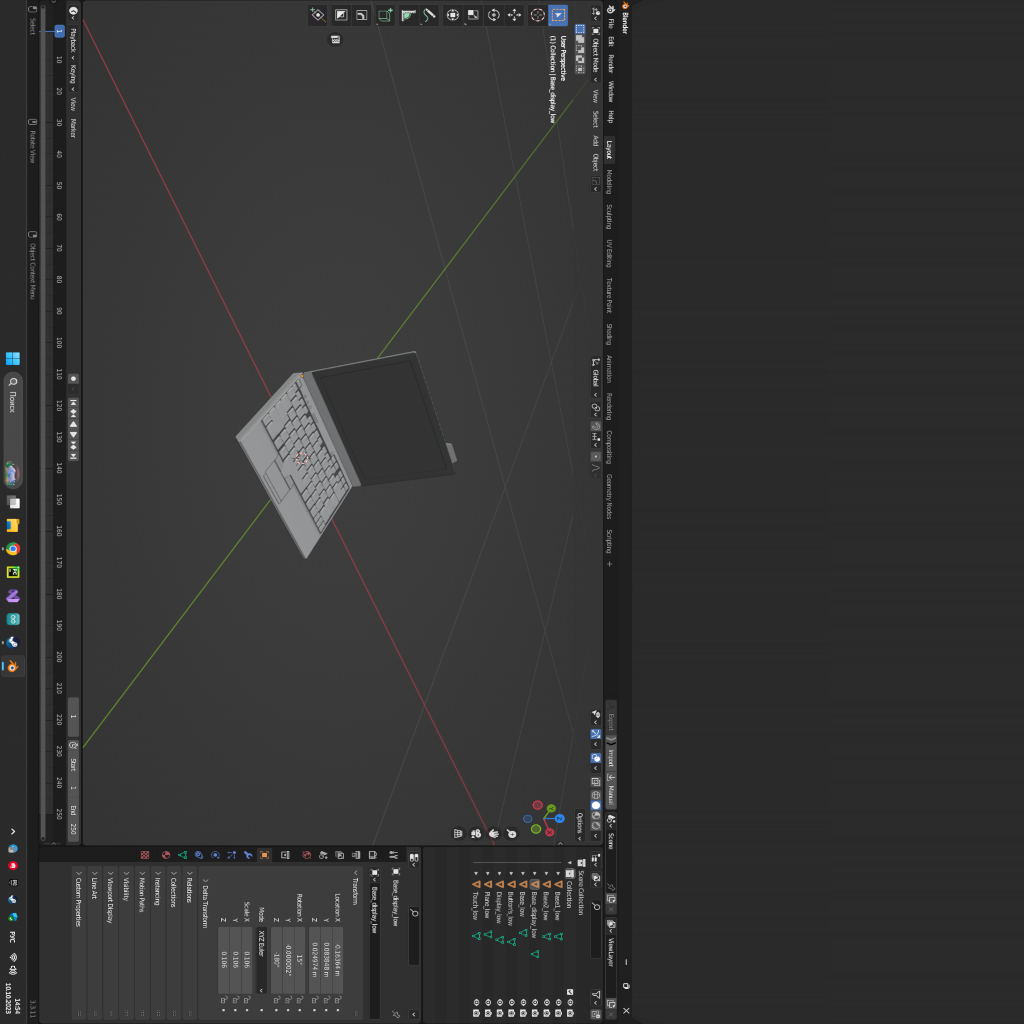 Blender
File Edit Render Window Help Layout Modeling Sculpting UV Editing Texture Paint Shading Animation Rendering Compositing Geometry Nodes Scripting +
Export Import Manual Scene ViewLayer
Object Mode View Select Add Object Global
Options
User Perspective
(1) Collection | Base_display_low
Scene Collection
Collection
Base1_low
Base2_low
Base_display_low
Base_low
Buttons_low
Display_low
Plane_low
Touch_low
Base_display_low
Base_display_low
Transform
Y 0.083848 m
Z 0.024974 m
Rotation X 15°
Y -0.000002°
Z -180°
Mode XYZ Euler
Scale X 0.106
Y 0.106
Z 0.106
Delta Transform
Relations
Collections
Instancing
Motion Paths
Visibility
Viewport Display
Line Art
Custom Properties
Playback Keying View Marker
1 Start 1 End 250
1 10 20 30 40 50 60 70 80 90 100 110 120 130 140 150 160 170 180 190 200 210 220 230 240 250
Select Rotate View Object Context Menu
3.3.11
Поиск
РУС
14:54
10.10.2023